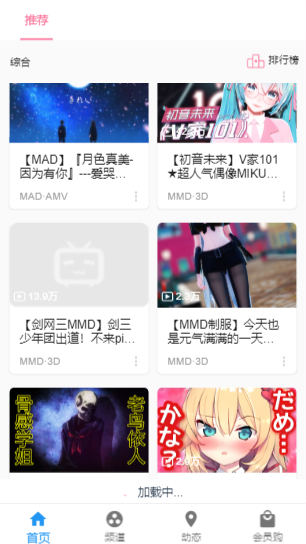 推荐
综合
排行榜
初音未来
V家101
【MAD】『月色真美-
因为有你』---爱哭…
MAD·AMV
【初音未来】V家101
★超人气偶像MIKU…
MMD·3D
13.9万
2.3万
【剑网三MMD】剑三
少年团出道！不来pi…
MMD·3D
【MMD制服】今天也
是元气满满的一天…
MMD·3D
骨感学姐
老鸟依人
だめ…
かな?
加载中...
首页
频道
动态
会员购